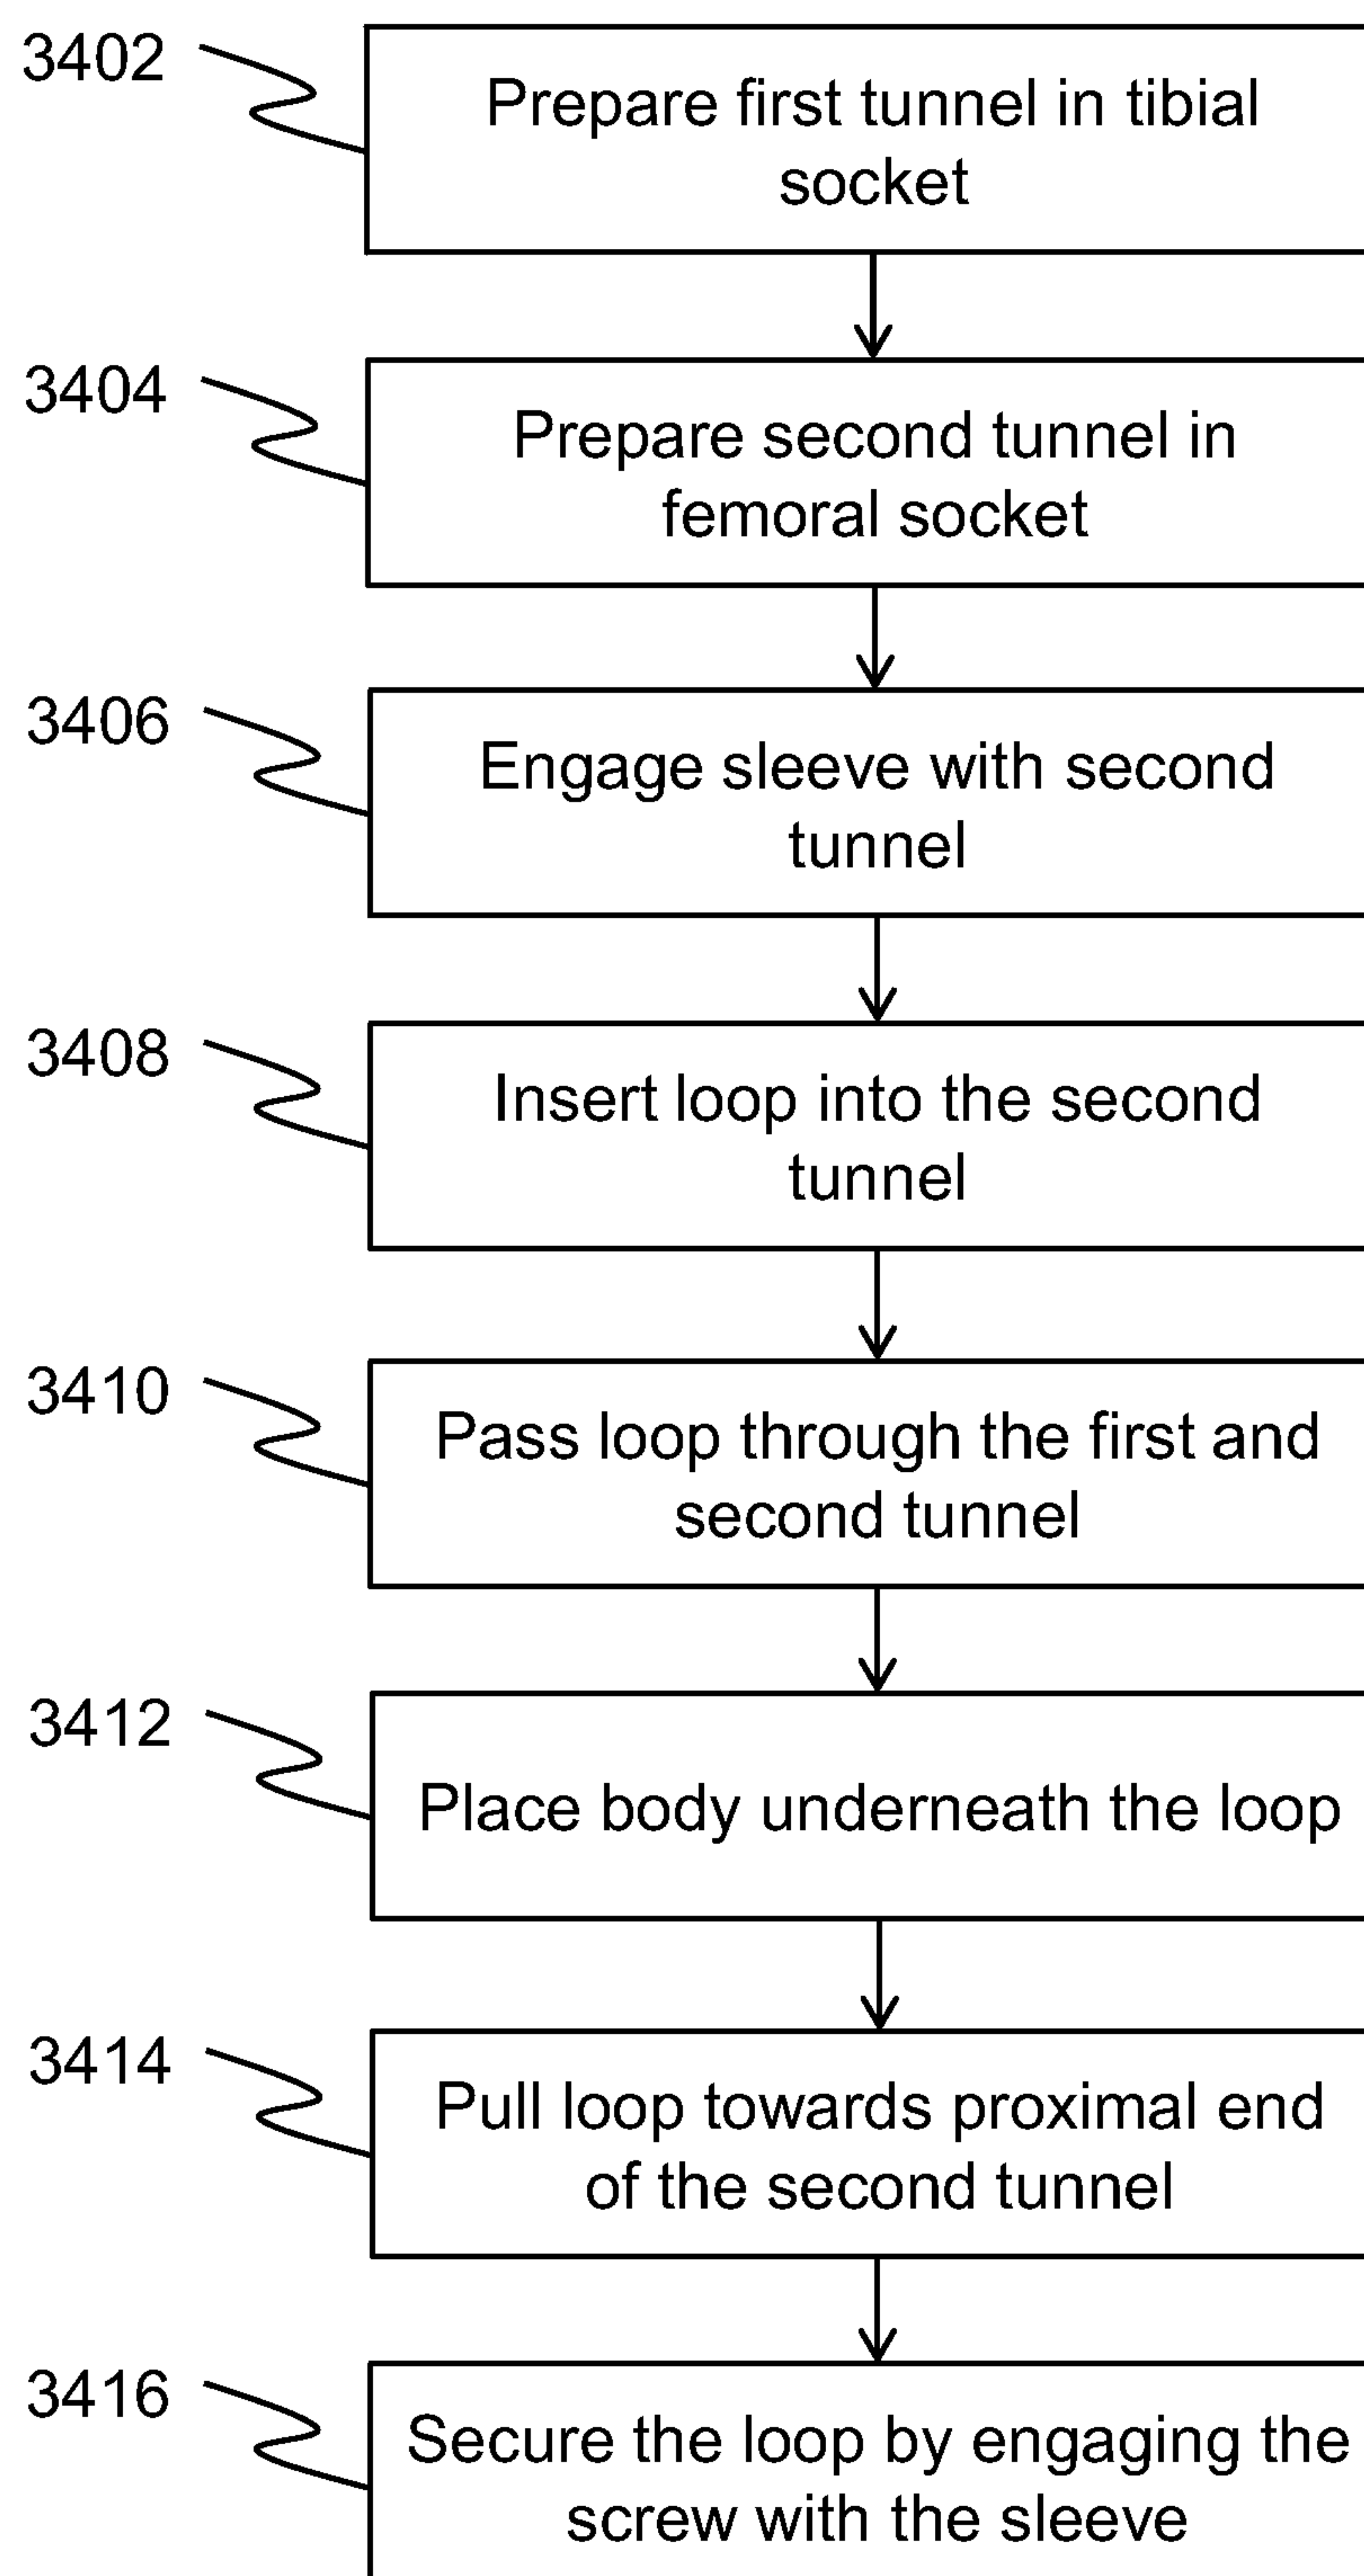 3402
Prepare first tunnel in tibial
socket
3404
Prepare second tunnel in
femoral socket
3406
Engage sleeve with second
tunnel
3408
Insert loop into the second
tunnel
3410
Pass loop through the first and
second tunnel
3412
Place body underneath the loop
3414
Pull loop towards proximal end
of the second tunnel
3416
Secure the loop by engaging the
screw with the sleeve